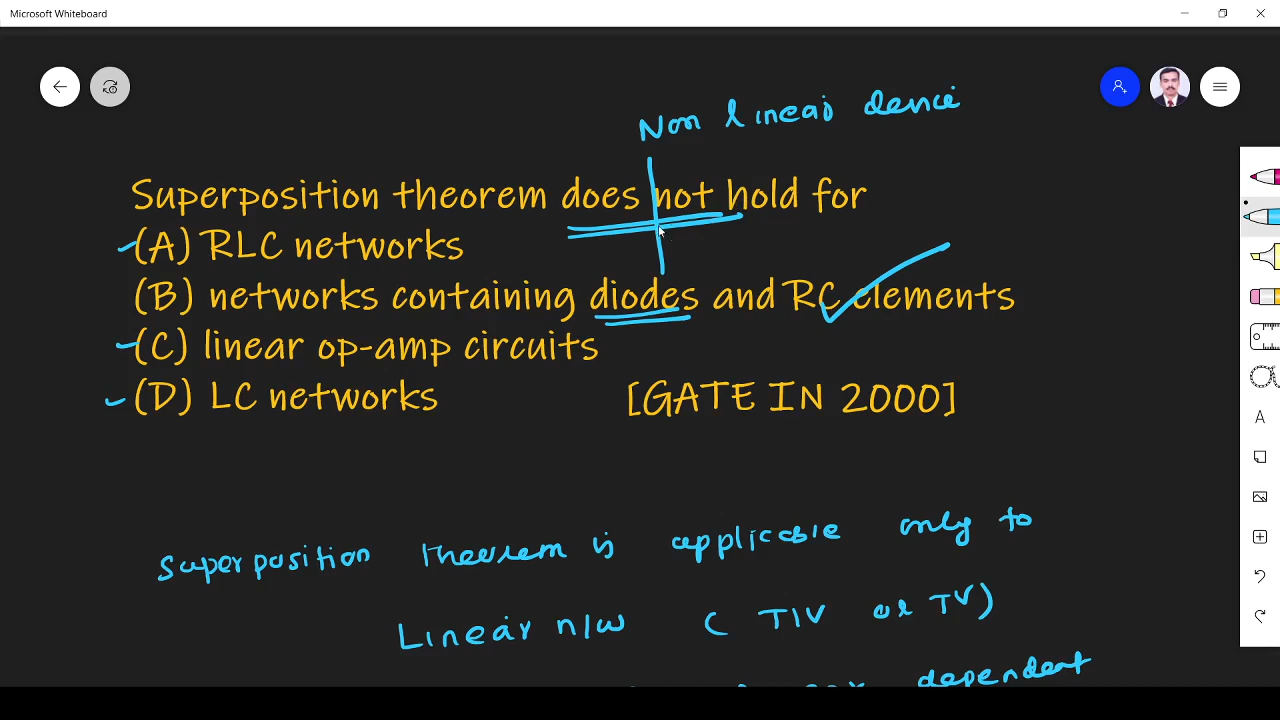 Microsoft Whiteboard
Non linear device
Superposition theorem does not hold for
(A) RLC networks
(B) networks containing diodes and RC elements
(C) linear op-amp circuits
(D) LC networks [GATE IN 2000]
Superposition theorem is applicable only to
Linear n/w ( TIV or TV)
dependent
A